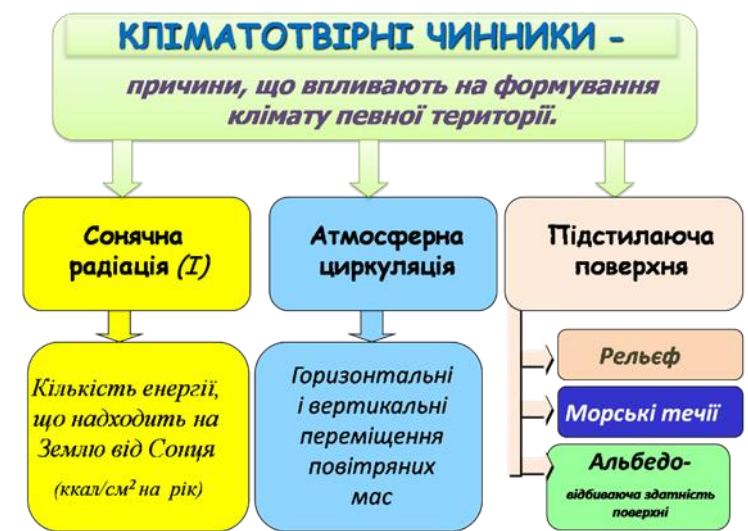 КЛІМАТОТВІРНІ ЧИННИКИ -
причини, що впливають на формування
клімату певної території.
Сонячна
радіація (I)
Атмосферна
циркуляція
Підстилаюча
поверхня
Кількість енергії,
що надходить на
Землю від Сонця
(ккал/см² на рік)
Горизонтальні
і вертикальні
переміщення
повітряних
мас
Рельєф
Морські течії
Альбедо-
відбиваюча здатність
поверхні